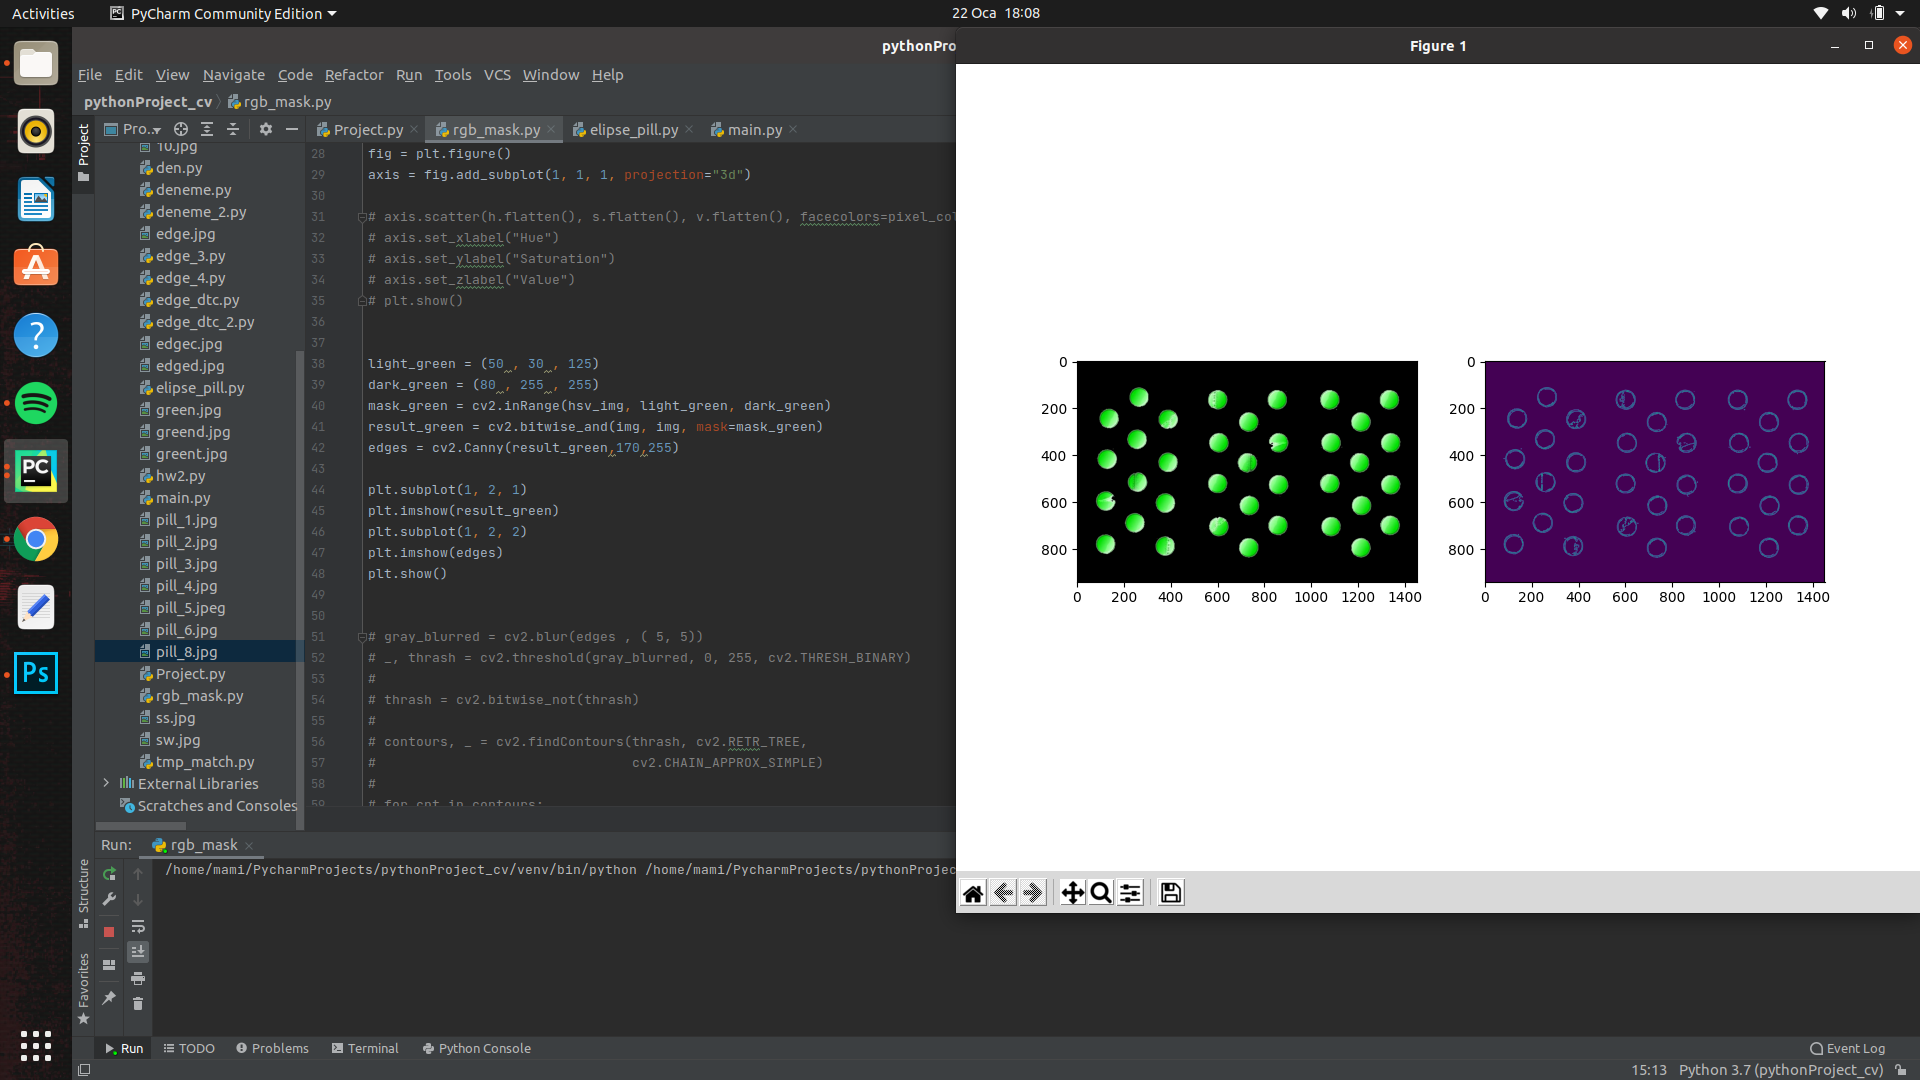 Activities
PyCharm Community Edition
22 Oca 18:08
pythonPro
Figure 1
File Edit View Navigate Code Refactor Run Tools VCS Window Help
pythonProject_cv rgb_mask.py
Project
Pro..
Project.py
rgb_mask.py
elipse_pill.py
main.py
10.jpg
den.py
deneme.py
deneme_2.py
edge.jpg
edge_3.py
edge_4.py
edge_dtc.py
edge_dtc_2.py
edgec.jpg
edged.jpg
elipse_pill.py
green.jpg
greend.jpg
greent.jpg
hw2.py
main.py
pill_1.jpg
pill_2.jpg
pill_3.jpg
pill_4.jpg
pill_5.jpeg
pill_6.jpg
pill_8.jpg
Project.py
rgb_mask.py
ss.jpg
sw.jpg
tmp_match.py
External Libraries
Scratches and Consoles
28 fig = plt.figure()
29 axis = fig.add_subplot(1, 1, 1, projection="3d")
30
31 # axis.scatter(h.flatten(), s.flatten(), v.flatten(), facecolors=pixel_col
32 # axis.set_xlabel("Hue")
33 # axis.set_ylabel("Saturation")
34 # axis.set_zlabel("Value")
35 # plt.show()
36
37
38 light_green = (50 , 30 , 125)
39 dark_green = (80 , 255 , 255)
40 mask_green = cv2.inRange(hsv_img, light_green, dark_green)
41 result_green = cv2.bitwise_and(img, img, mask=mask_green)
42 edges = cv2.Canny(result_green,170,255)
43
44 plt.subplot(1, 2, 1)
45 plt.imshow(result_green)
46 plt.subplot(1, 2, 2)
47 plt.imshow(edges)
48 plt.show()
49
50
51 # gray_blurred = cv2.blur(edges , ( 5, 5))
52 # _, thrash = cv2.threshold(gray_blurred, 0, 255, cv2.THRESH_BINARY)
53 #
54 # thrash = cv2.bitwise_not(thrash)
55 #
56 # contours, _ = cv2.findContours(thrash, cv2.RETR_TREE,
57 # cv2.CHAIN_APPROX_SIMPLE)
58 #
59 # for cnt in contours:
0
200
400
600
800
0 200 400 600 800 1000 1200 1400
0
200
400
600
800
0 200 400 600 800 1000 1200 1400
PC
Ps
Run: rgb_mask
/home/mami/PycharmProjects/pythonProject_cv/venv/bin/python /home/mami/PycharmProjects/pythonProjec
Structure
Favorites
Run TODO Problems Terminal Python Console
Event Log
15:13 Python 3.7 (pythonProject_cv)